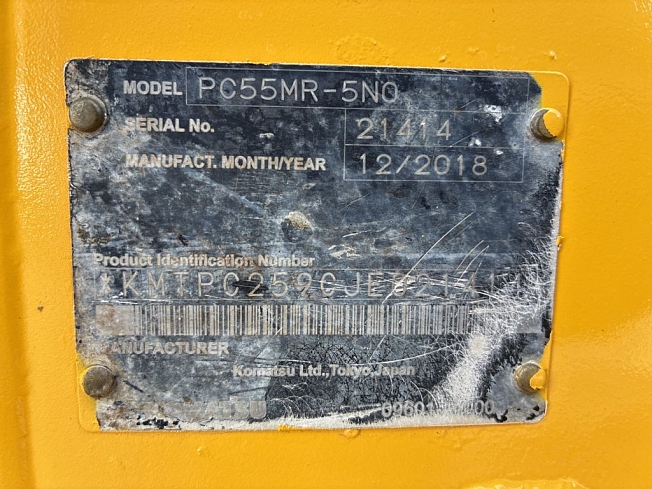 MODEL PC55MR-5N0
SERIAL No. 21414
MANUFACT. MONTH/YEAR 12/2018
Product Identification Number
MANUFACTURER
Komatsu Ltd.,Tokyo,Japan